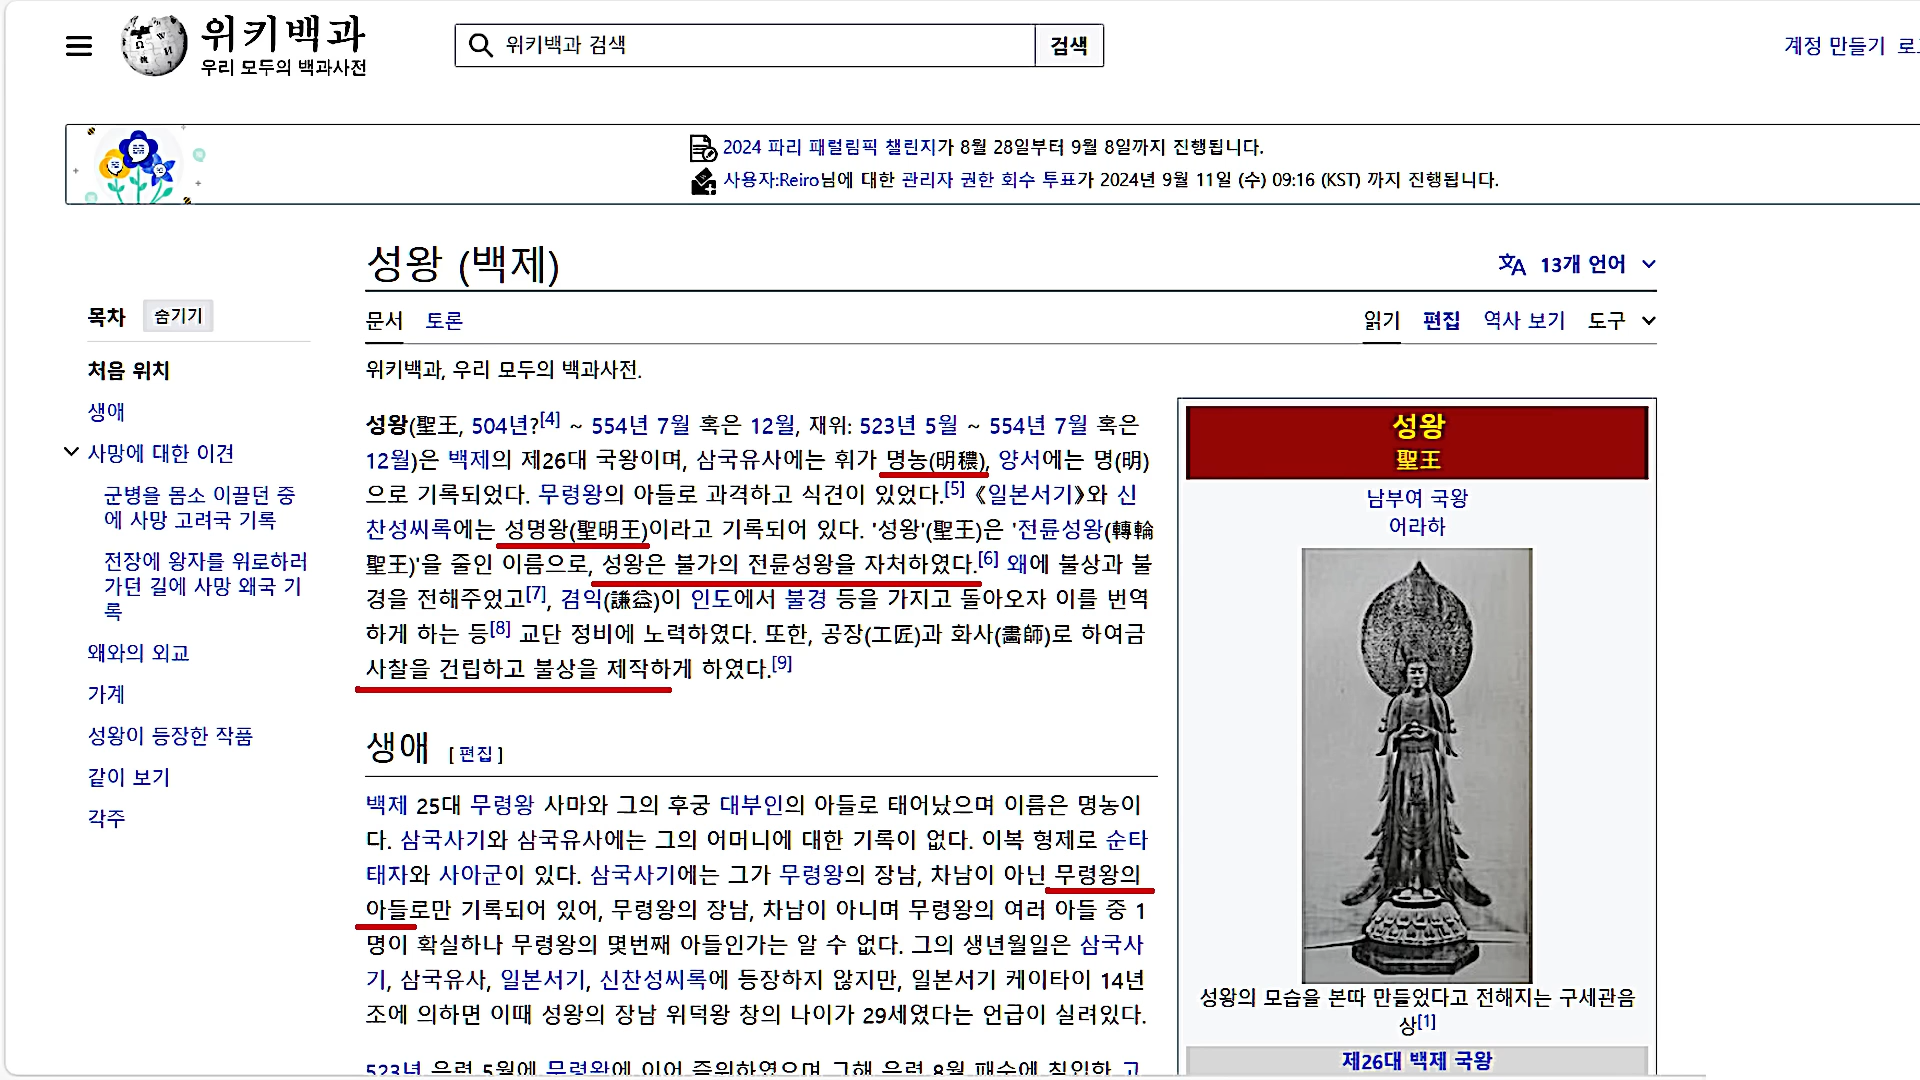 위키백과
우리 모두의 백과사전
위키백과 검색
검색
계정 만들기
2024 파리 패럴림픽 챌린지가 8월 28일부터 9월 8일까지 진행됩니다.
사용자:Reiro님에 대한 관리자 권한 회수 투표가 2024년 9월 11일 (수) 09:16 (KST) 까지 진행됩니다.
목차 숨기기
처음 위치
생애
사망에 대한 이견
군병을 몸소 이끌던 중
에 사망 고려국 기록
전장에 왕자를 위로하러
가던 길에 사망 왜국 기
록
왜와의 외교
가계
성왕이 등장한 작품
같이 보기
각주
성왕 (백제)
13개 언어
문서 토론
읽기 편집 역사 보기 도구
위키백과, 우리 모두의 백과사전.
성왕(聖王, 504년?[4] ~ 554년 7월 혹은 12월, 재위: 523년 5월 ~ 554년 7월 혹은
12월)은 백제의 제26대 국왕이며, 삼국유사에는 휘가 명농(明穠), 양서에는 명(明)
으로 기록되었다. 무령왕의 아들로 과격하고 식견이 있었다.[5] 《일본서기》와 신
찬성씨록에는 성명왕(聖明王)이라고 기록되어 있다. '성왕'(聖王)은 '전륜성왕(轉輪
聖王)'을 줄인 이름으로, 성왕은 불가의 전륜성왕을 자처하였다.[6] 왜에 불상과 불
경을 전해주었고[7], 겸익(謙益)이 인도에서 불경 등을 가지고 돌아오자 이를 번역
하게 하는 등[8] 교단 정비에 노력하였다. 또한, 공장(工匠)과 화사(畵師)로 하여금
사찰을 건립하고 불상을 제작하게 하였다.[9]
생애 [ 편집 ]
백제 25대 무령왕 사마와 그의 후궁 대부인의 아들로 태어났으며 이름은 명농이
다. 삼국사기와 삼국유사에는 그의 어머니에 대한 기록이 없다. 이복 형제로 순타
태자와 사아군이 있다. 삼국사기에는 그가 무령왕의 장남, 차남이 아닌 무령왕의
아들로만 기록되어 있어, 무령왕의 장남, 차남이 아니며 무령왕의 여러 아들 중 1
명이 확실하나 무령왕의 몇번째 아들인가는 알 수 없다. 그의 생년월일은 삼국사
기, 삼국유사, 일본서기, 신찬성씨록에 등장하지 않지만, 일본서기 케이타이 14년
조에 의하면 이때 성왕의 장남 위덕왕 창의 나이가 29세였다는 언급이 실려있다.
523년 음력 5월에 무령왕에 이어 즉위하였으며 그해 음력 8월 패수에 침입한 고
성왕
聖王
남부여 국왕
어라하
성왕의 모습을 본따 만들었다고 전해지는 구세관음
상[1]
제26대 백제 국왕